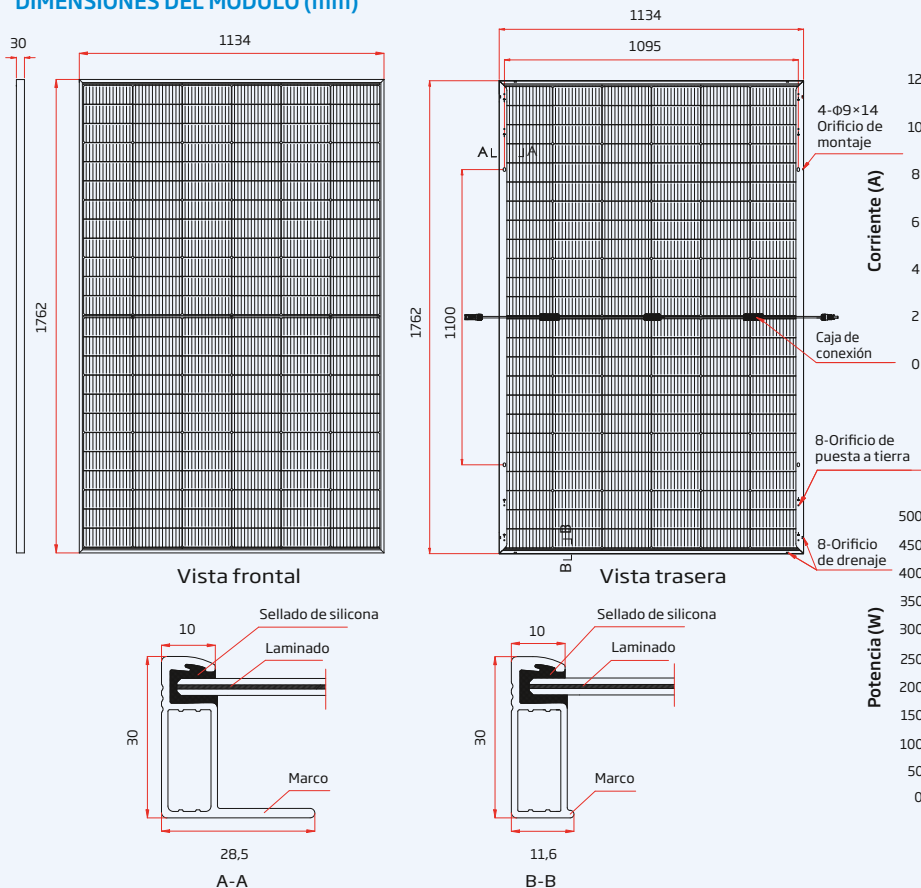 DIMENSIONES DEL MÓDULO (mm)
30
1134
1762
Vista frontal
1134
1095
1762
1100
A
A
B
B
4-Φ9×14
Orificio de
montaje
Caja de
conexión
8-Orificio de
puesta a tierra
8-Orificio
de drenaje
Vista trasera
Corriente (A)
12
10
8
6
4
2
0
Potencia (W)
500
450
400
350
300
250
200
150
100
50
0
10
Sellado de silicona
Laminado
30
Marco
28,5
A-A
10
Sellado de silicona
Laminado
30
Marco
11,6
B-B